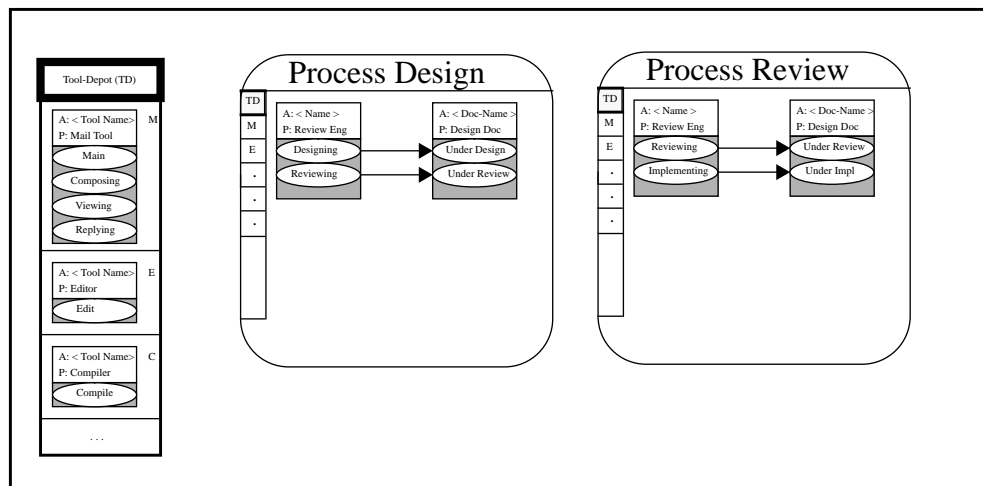 Tool-Depot (TD)
A: < Tool Name> M
P: Mail Tool
Main
Composing
Viewing
Replying
A: < Tool Name> E
P: Editor
Edit
A: < Tool Name> C
P: Compiler
Compile
. . .
Process Design
TD
M
E
.
.
.
A: < Name >
P: Review Eng
Designing
Reviewing
A: < Doc-Name >
P: Design Doc
Under Design
Under Review
Process Review
TD
M
E
.
.
.
A: < Name >
P: Review Eng
Reviewing
Implementing
A: < Doc-Name >
P: Design Doc
Under Review
Under Impl